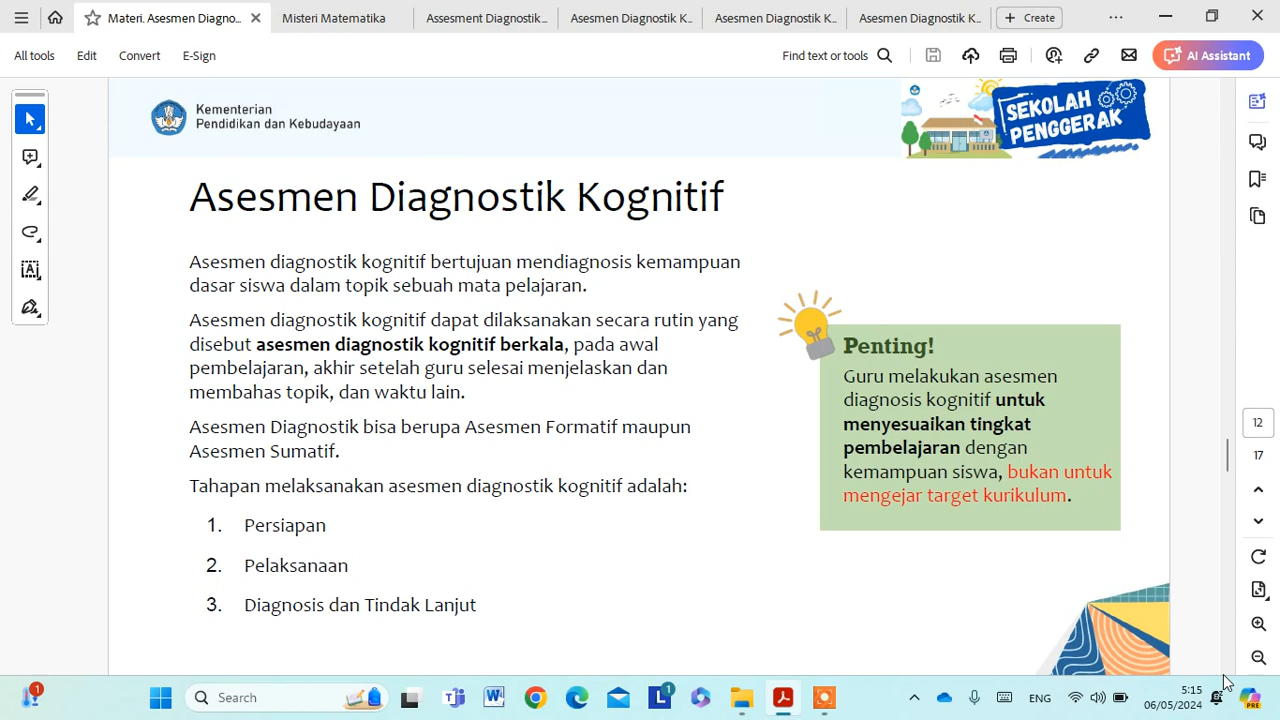 Materi. Asesmen Diagno...
Misteri Matematika
Assesment Diagnostik...
Asesmen Diagnostik K...
Asesmen Diagnostik K...
Asesmen Diagnostik K...
Create
All tools
Edit
Convert
E-Sign
Find text or tools
AI Assistant
Kementerian
Pendidikan dan Kebudayaan
SEKOLAH
PENGGERAK
Asesmen Diagnostik Kognitif
Asesmen diagnostik kognitif bertujuan mendiagnosis kemampuan
dasar siswa dalam topik sebuah mata pelajaran.
Asesmen diagnostik kognitif dapat dilaksanakan secara rutin yang
disebut asesmen diagnostik kognitif berkala, pada awal
pembelajaran, akhir setelah guru selesai menjelaskan dan
membahas topik, dan waktu lain.
Asesmen Diagnostik bisa berupa Asesmen Formatif maupun
Asesmen Sumatif.
Tahapan melaksanakan asesmen diagnostik kognitif adalah:
1. Persiapan
2. Pelaksanaan
3. Diagnosis dan Tindak Lanjut
Penting!
Guru melakukan asesmen
diagnosis kognitif untuk
menyesuaikan tingkat
pembelajaran dengan
kemampuan siswa, bukan untuk
mengejar target kurikulum.
12
17
1
Search
1
ENG
5:15
06/05/2024
PRE